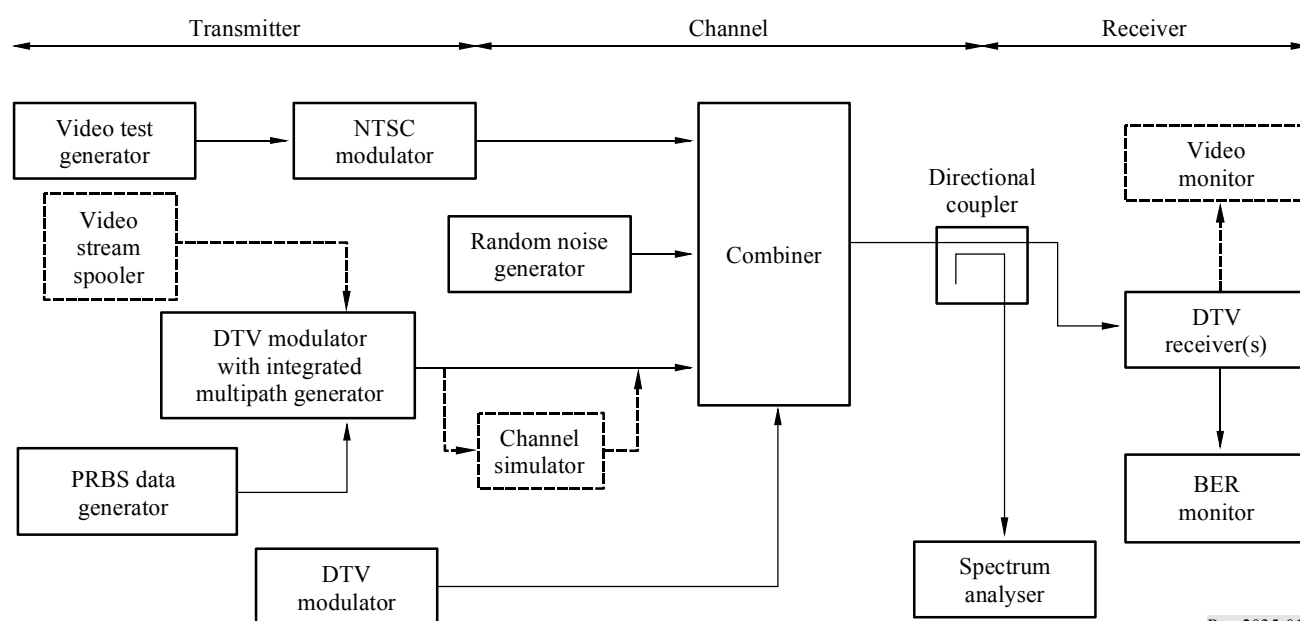 Transmitter
Channel
Receiver
Video test
generator
NTSC
modulator
Video
stream
spooler
Random noise
generator
Combiner
Directional
coupler
Video
monitor
DTV modulator
with integrated
multipath generator
DTV
receiver(s)
Channel
simulator
PRBS data
generator
BER
monitor
DTV
modulator
Spectrum
analyser